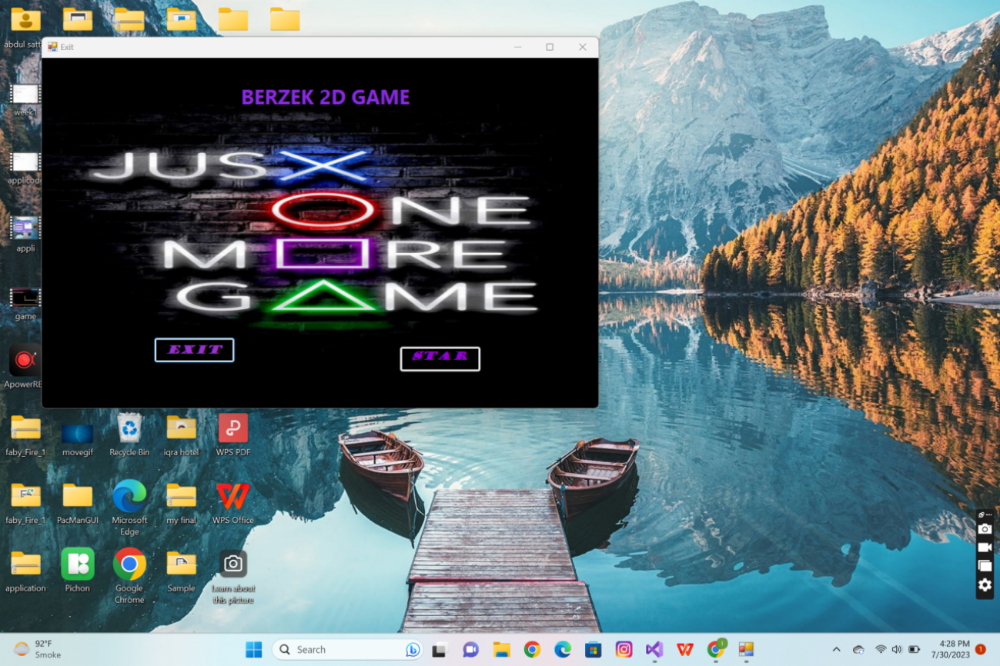 abdul satt
Exit
BERZEK 2D GAME
JUSX
ONE
MORE
GAME
EXIT
STAR
week1
applicod
appli
game
ApowerRE
faby_Fire_1
movegif
Recycle Bin
iqra hotel
WPS PDF
faby_Fire_1
PacManGUI
Microsoft
Edge
my final
WPS Office
application
Pichon
Google
Chrome
Sample
Learn about
this picture
92°F
Smoke
Search
4:28 PM
7/30/2023
1